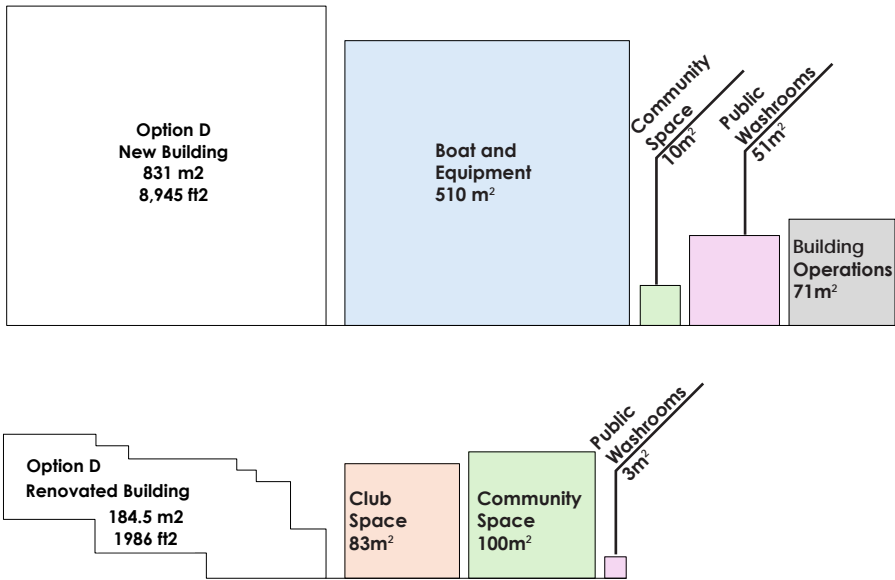 Option D
New Building
831 m2
8,945 ft2
Boat and
Equipment
510 m²
Community
Space
10m²
Public
Washrooms
51m²
Building
Operations
71m²
Option D
Renovated Building
184.5 m2
1986 ft2
Club
Space
83m²
Community
Space
100m²
Public
Washrooms
3m²